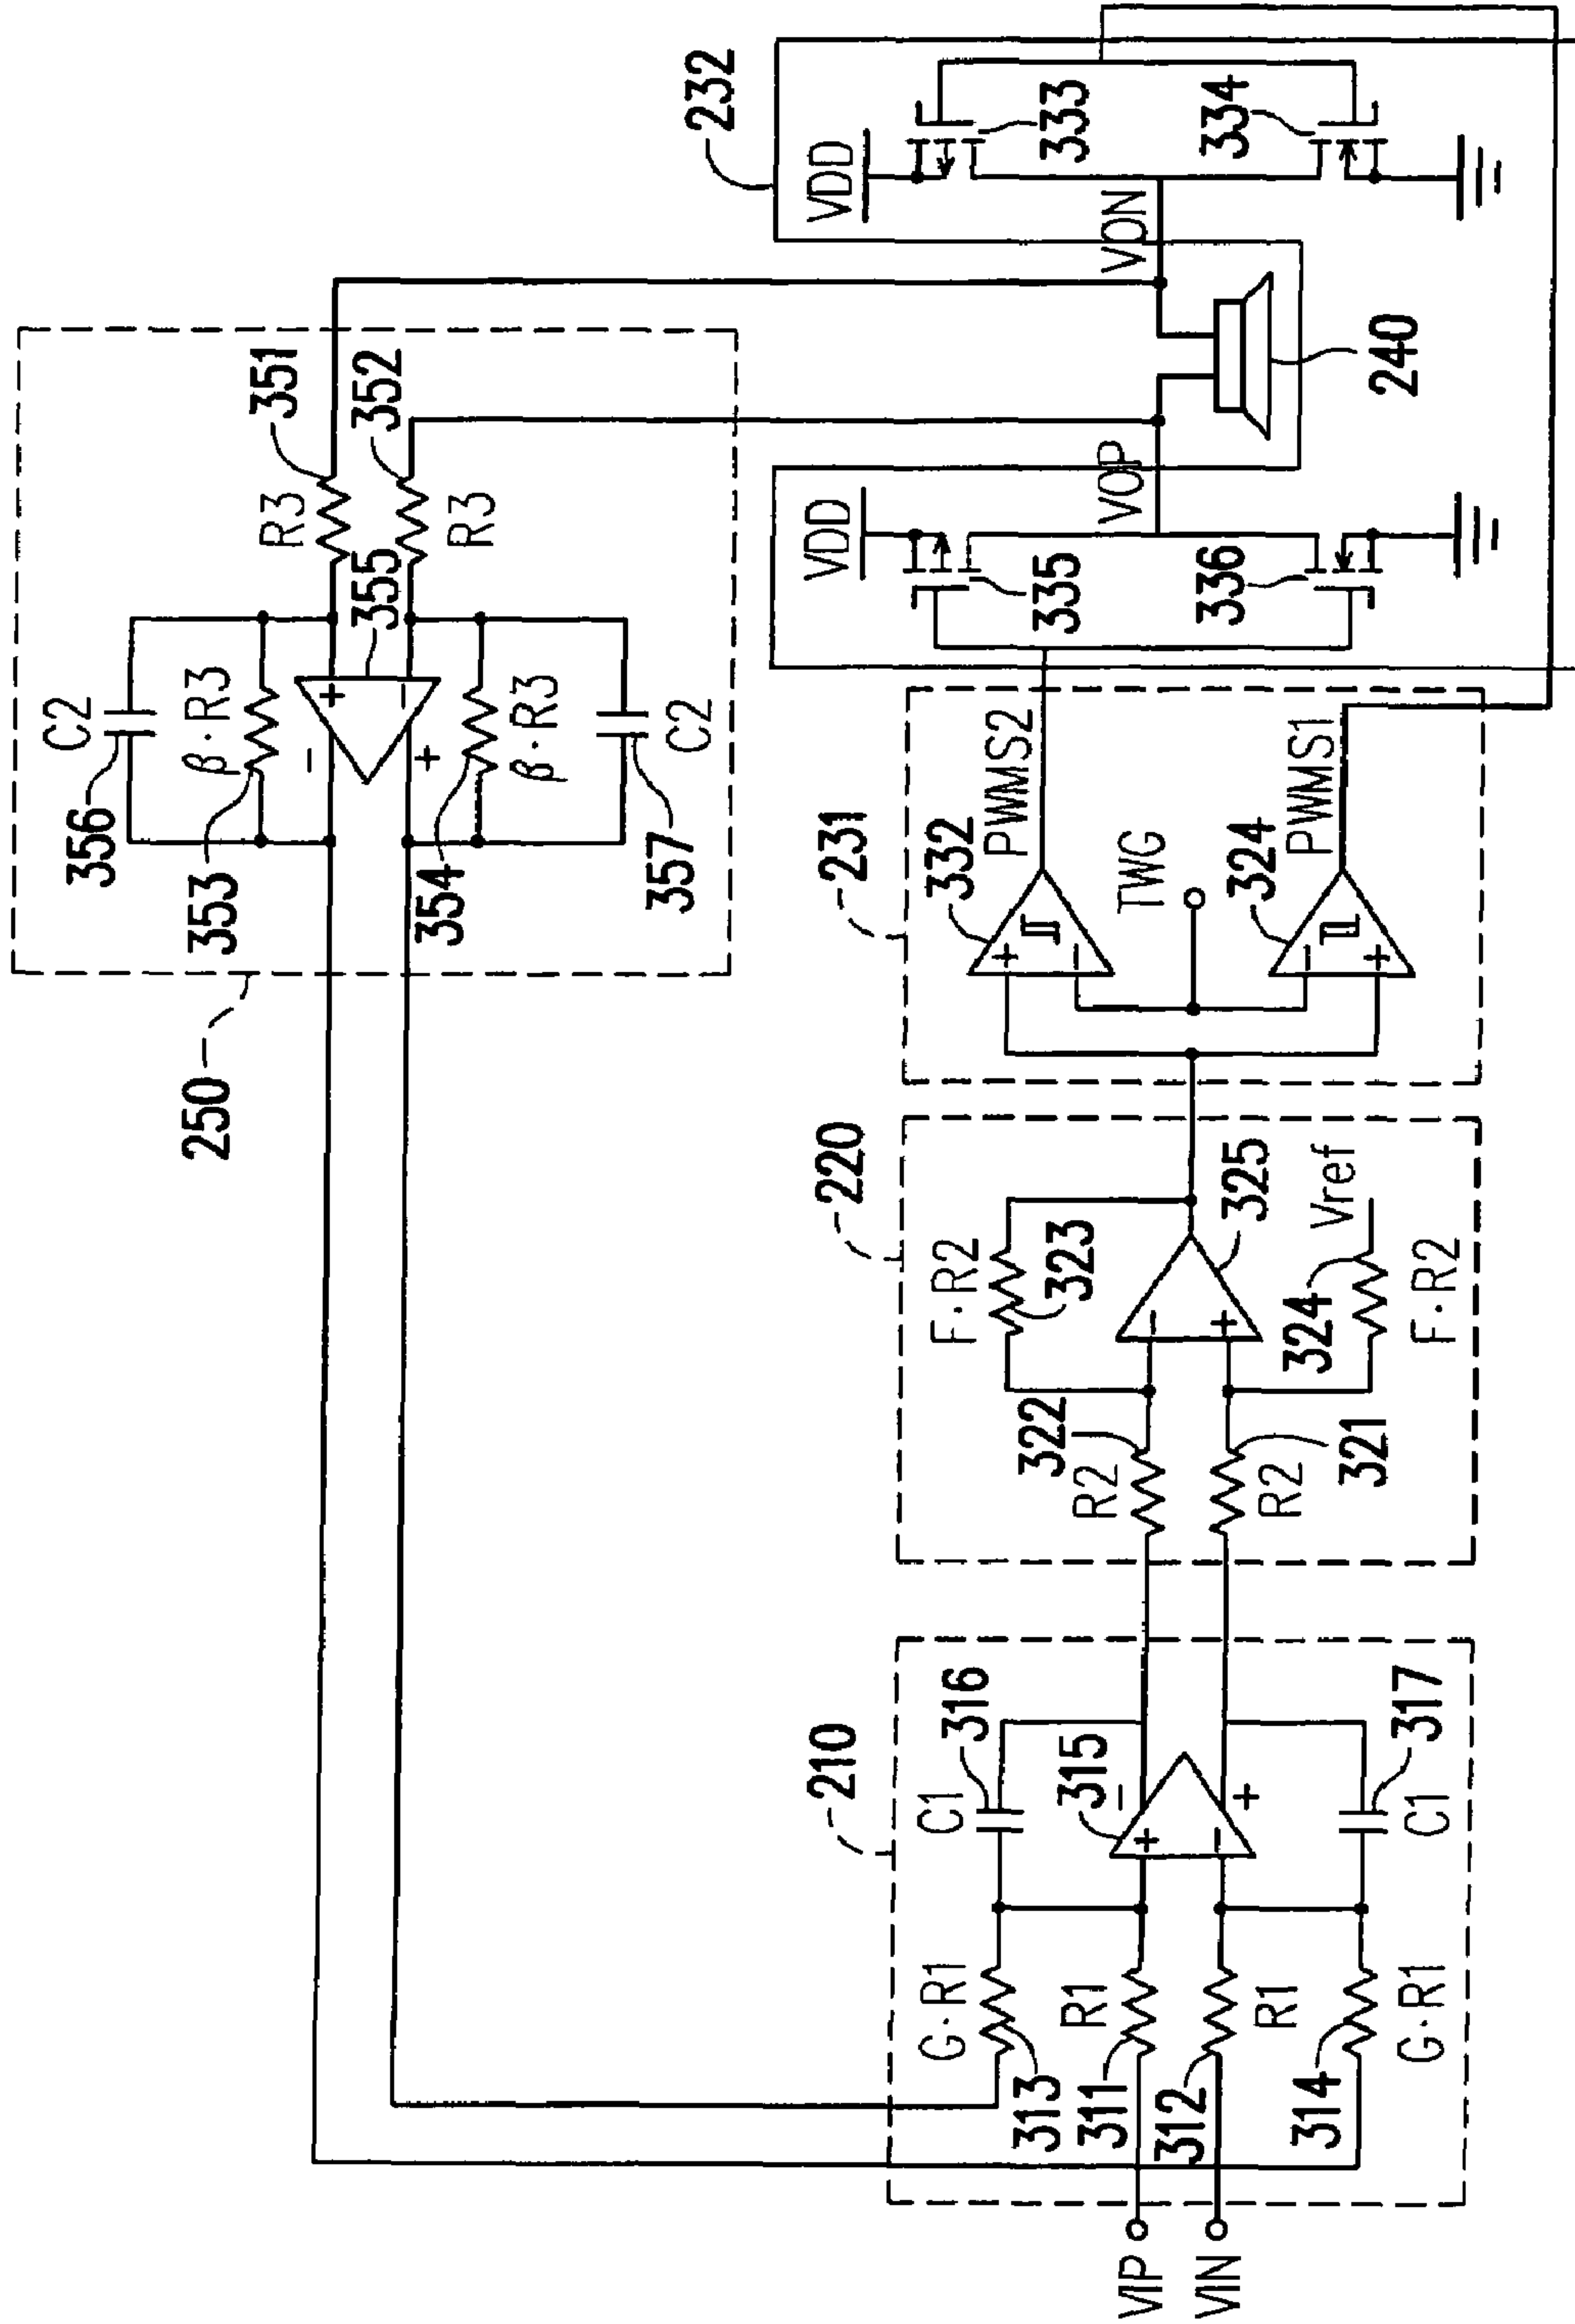 250
C2
356
β·R3
353
−
+
355
R3
351
+
−
354
β·R3
357
C2
R3
352
232
VIP
VIN
210
G·R1
313
R1
311
312
R1
314
G·R1
C1
316
315
+
−
−
+
317
C1
220
F·R2
323
322
R2
R2
321
−
+
325
324
Vref
F·R2
231
332
+
−
PWMS2
TWG
324
−
+
PWMS1
VDD
335
336
VOP
240
VON
VDD
333
334